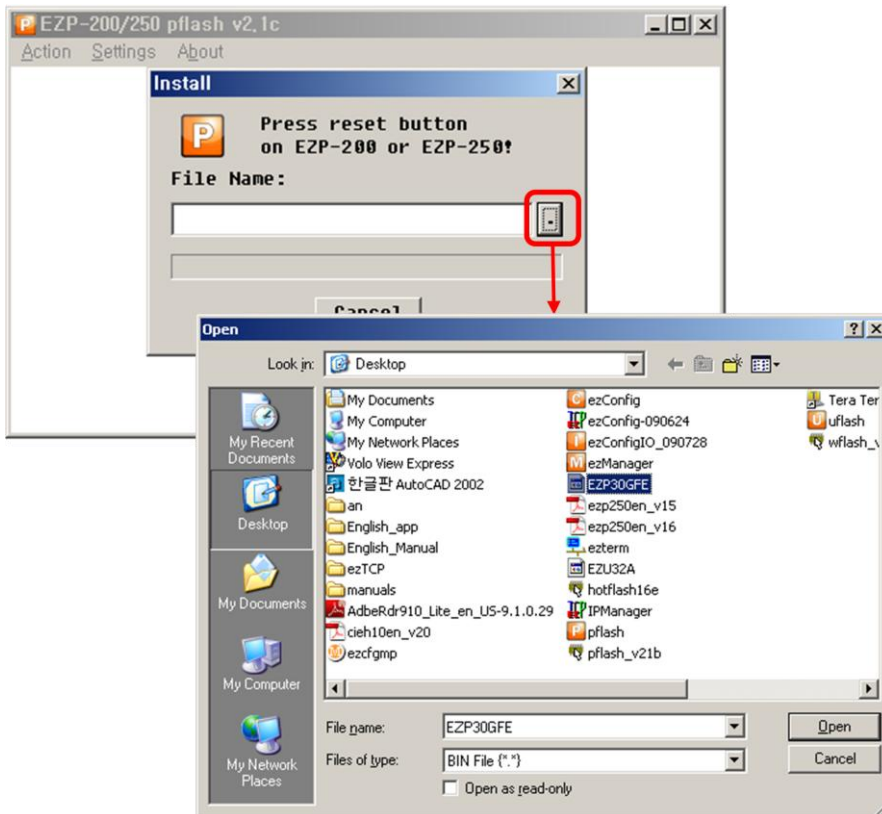 EZP-200/250 pflash v2,1c
Action Settings About
Install
Press reset button
on EZP-200 or EZP-250!
File Name:
Cancel
Open
Look in:
Desktop
My Recent
Documents
Desktop
My Documents
My Computer
My Network
Places
My Documents
My Computer
My Network Places
Volo View Express
한글판 AutoCAD 2002
an
English_app
English_Manual
ezTCP
manuals
AdbeRdr910_Lite_en_US-9.1.0.29
cieh10en_v20
ezcfgmp
ezConfig
ezConfig-090624
ezConfigIO_090728
ezManager
EZP30GFE
ezp250en_v15
ezp250en_v16
ezterm
EZU32A
hotflash16e
IPManager
pflash
pflash_v21b
Tera Ter
uflash
wflash_v
File name:
EZP30GFE
Open
Files of type:
BIN File {*.*}
Cancel
Open as read-only